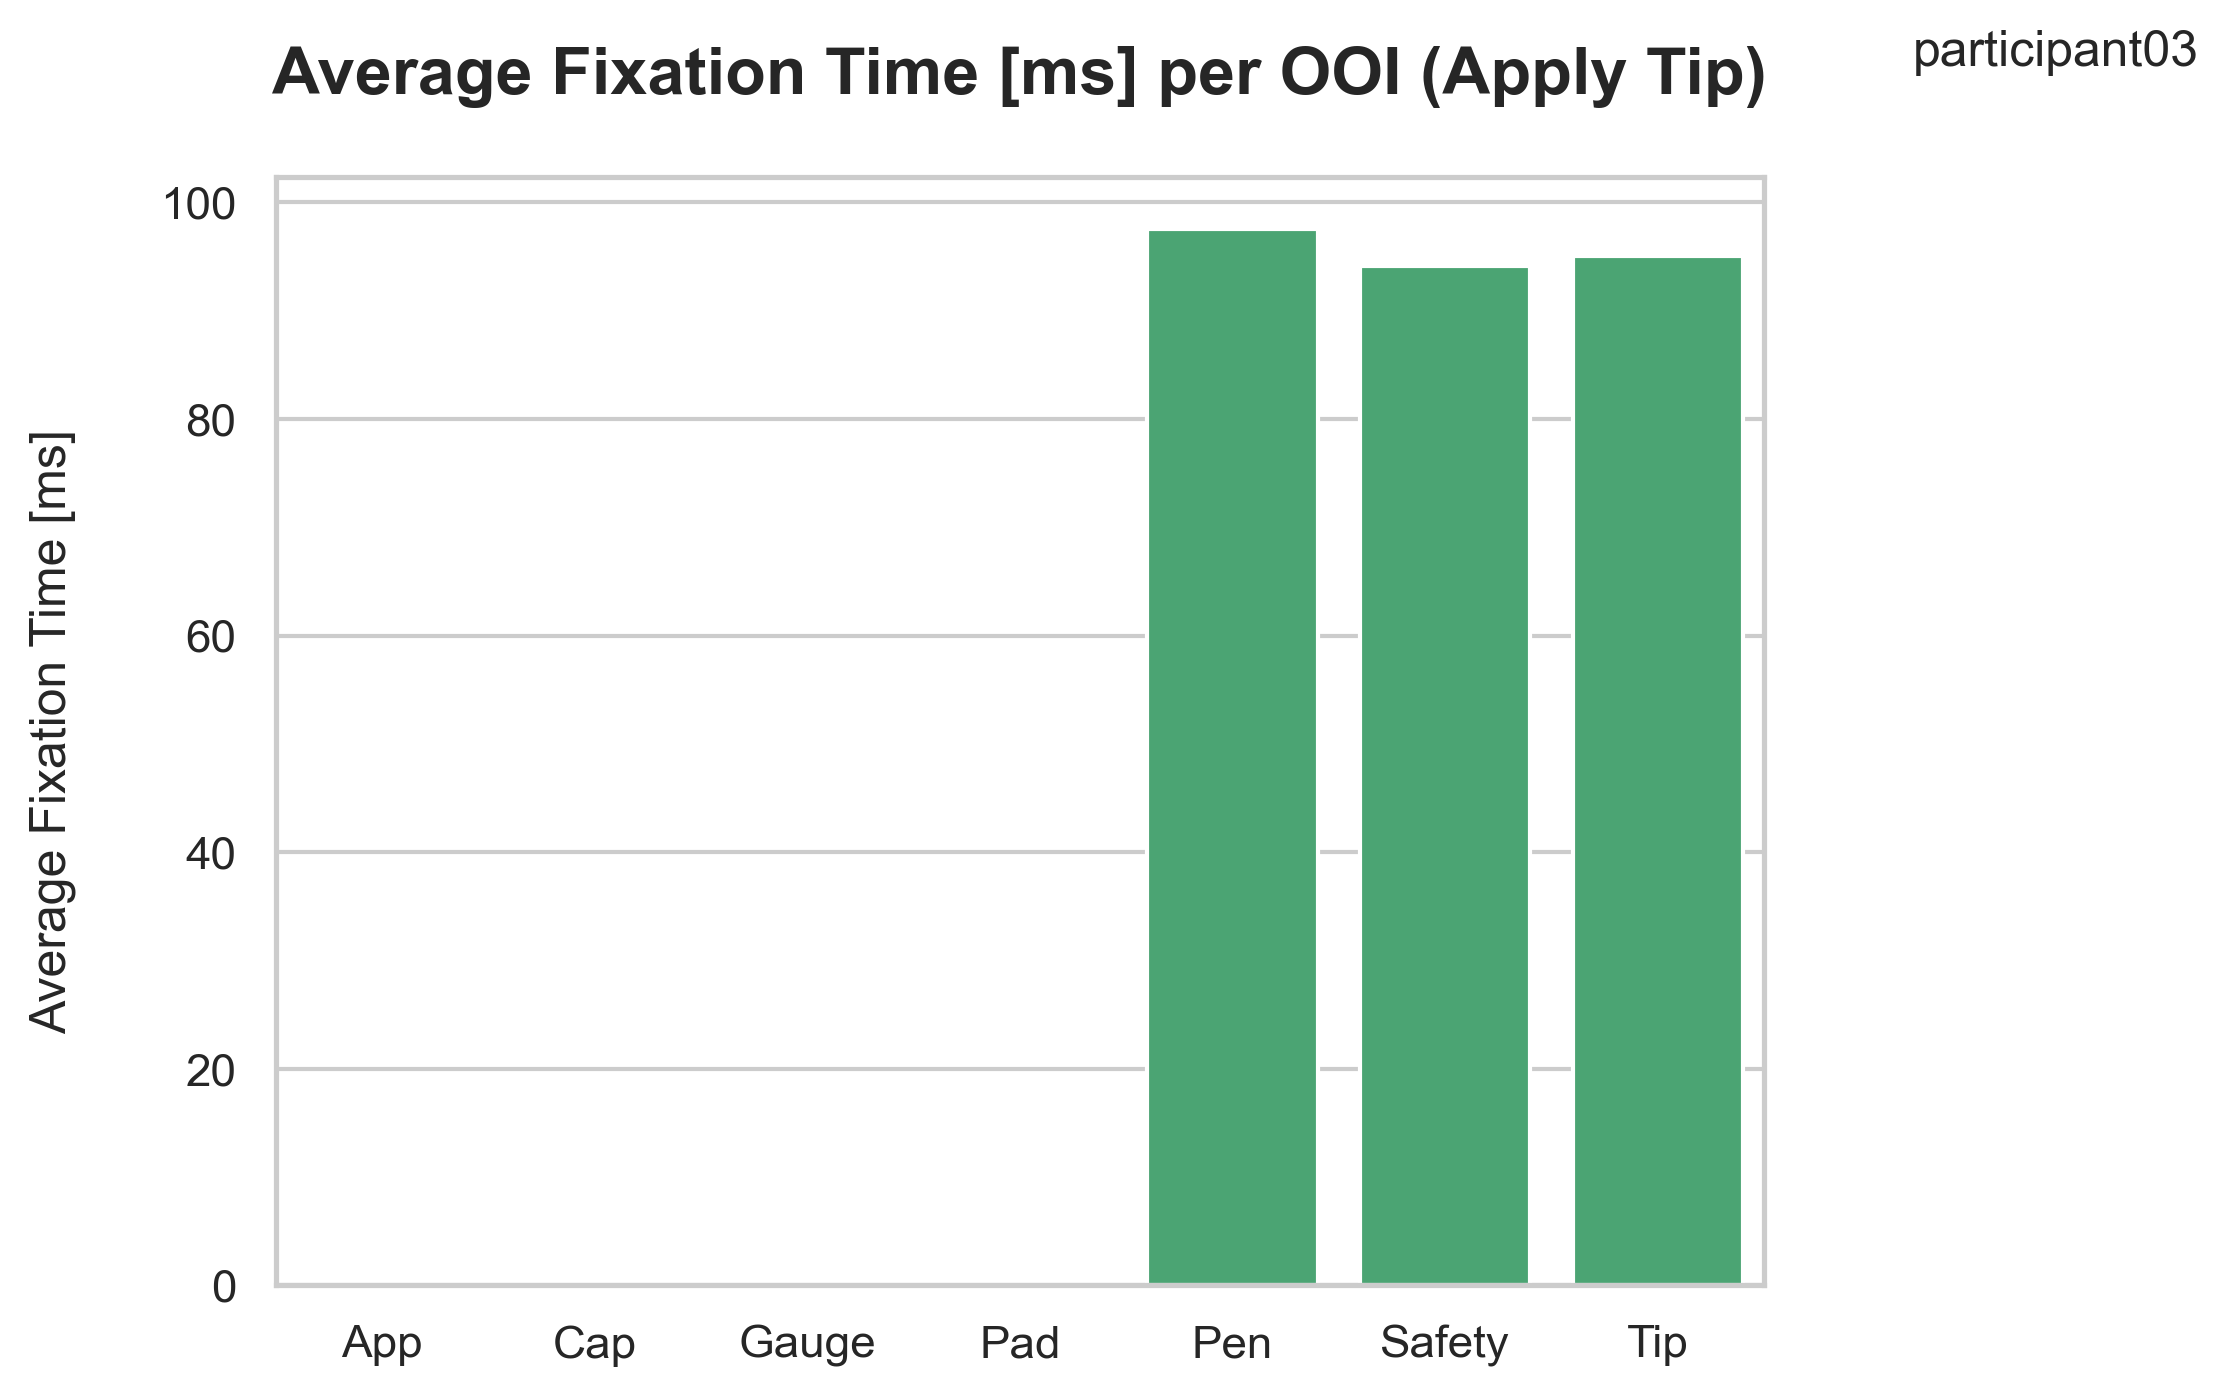 Average Fixation Time [ms] per OOI (Apply Tip)
participant03
Average Fixation Time [ms]
100
80
60
40
20
0
App Cap Gauge Pad Pen Safety Tip